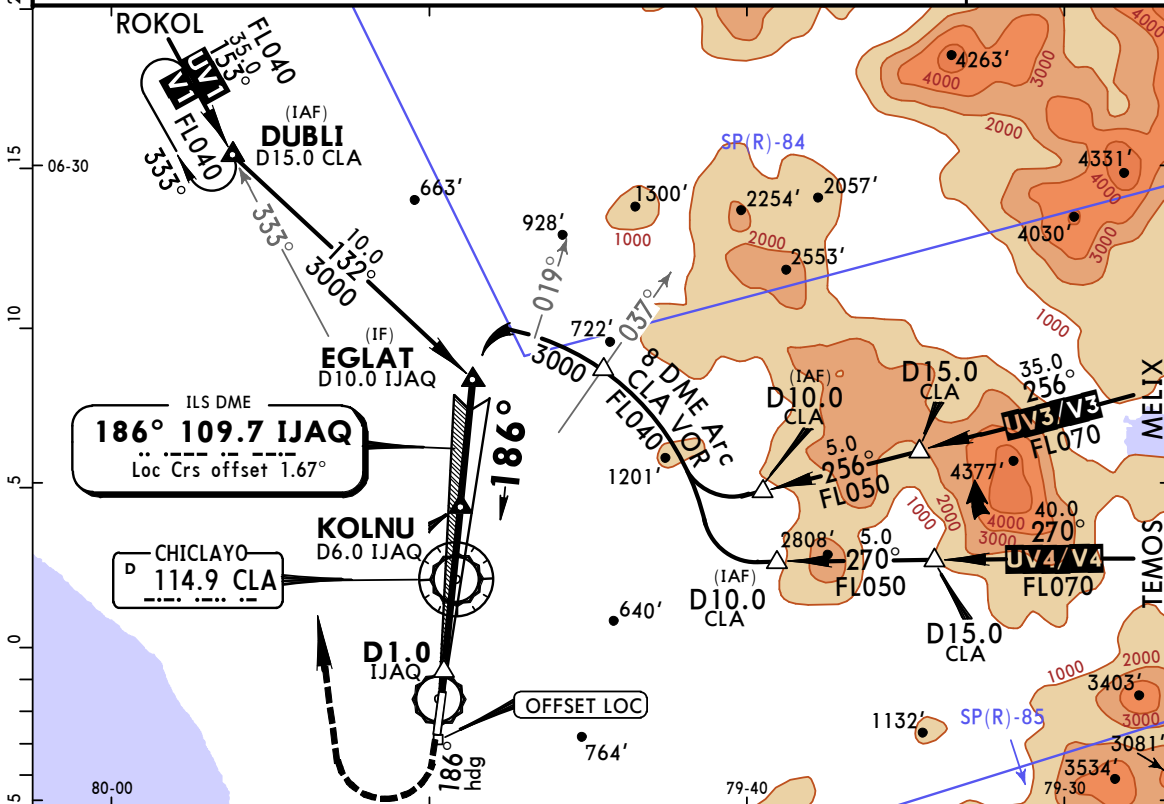 ROKOL
FL040
35.0
153°
UV1
V1
FL040
333°
(IAF)
DUBLI
D15.0 CLA
06-30
15
333°
10.0
132°
3000
663'
928'
1300'
1000
SP(R)-84
2254'
2057'
2000
2553'
4263'
4000
3000
2000
4000
4331'
4000
4030'
3000
1000
10
(IF)
EGLAT
D10.0 IJAQ
019°
037°
722'
3000
8 DME Arc
CLA VOR
FL040
1201'
ILS DME
186° 109.7 IJAQ
Loc Crs offset 1.67°
186°
5
(IAF)
D10.0
CLA
D15.0
CLA
35.0
256°
UV3/V3
FL070
MELIX
5.0
256°
FL050
4377'
1000
2000
4000
3000
KOLNU
D6.0 IJAQ
CHICLAYO
D
114.9 CLA
2808'
5.0
270°
FL050
40.0
270°
UV4/V4
FL070
TEMOS
(IAF)
D10.0
CLA
D15.0
CLA
640'
0
D1.0
IJAQ
OFFSET LOC
764'
186°
hdg
1132'
SP(R)-85
1000
2000
3403'
3000
3081'
3534'
5
80-00
79-40
79-30